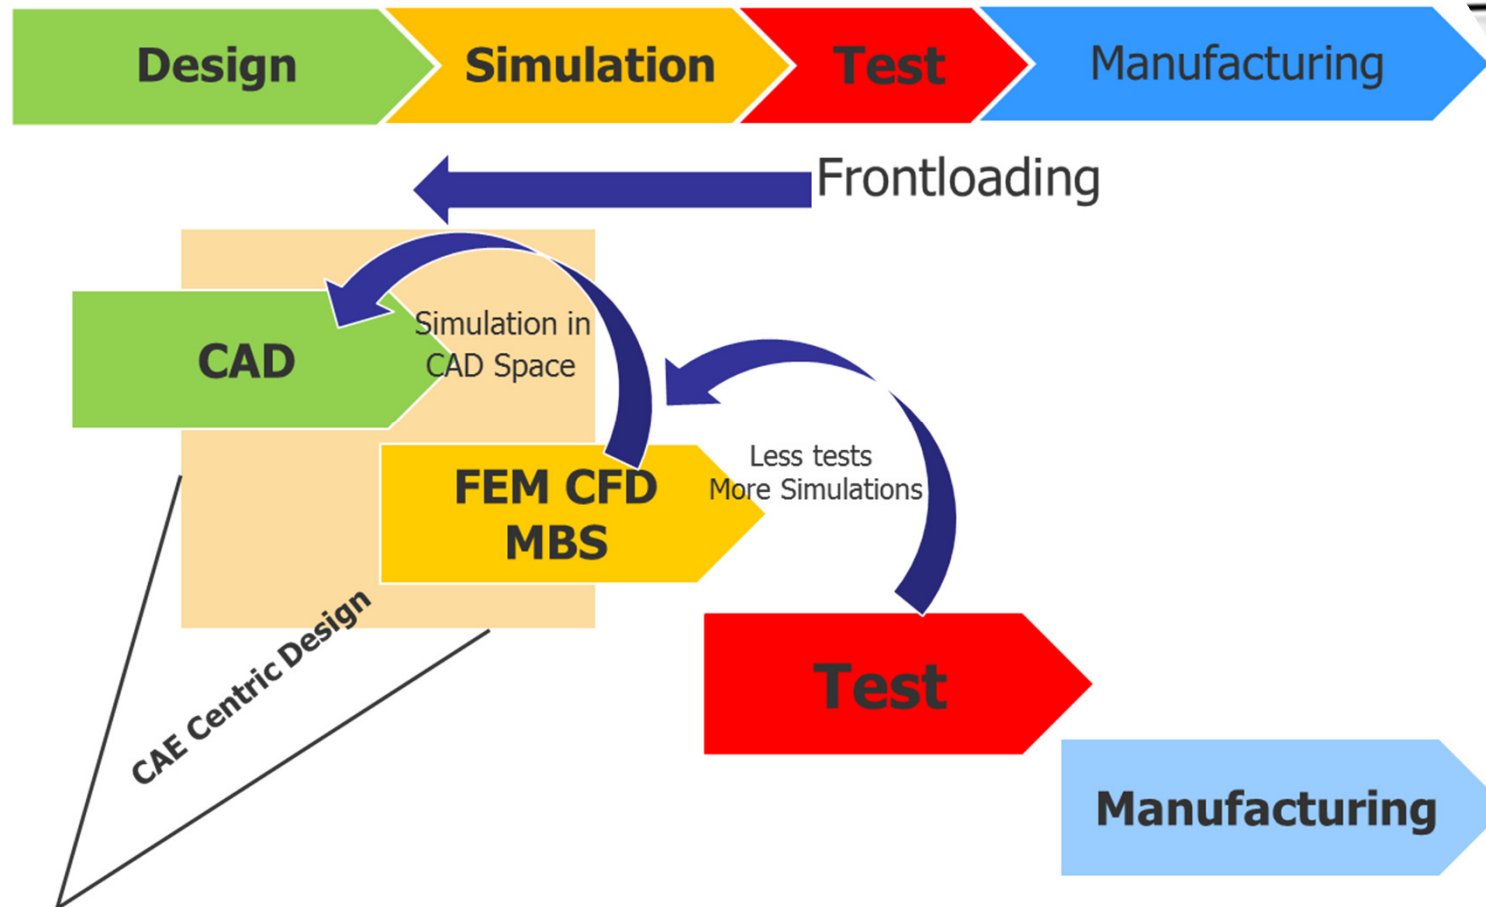 Design
Simulation
Test
Manufacturing
Frontloading
CAD
Simulation in
CAD Space
FEM CFD
MBS
Less tests
More Simulations
CAE Centric Design
Test
Manufacturing